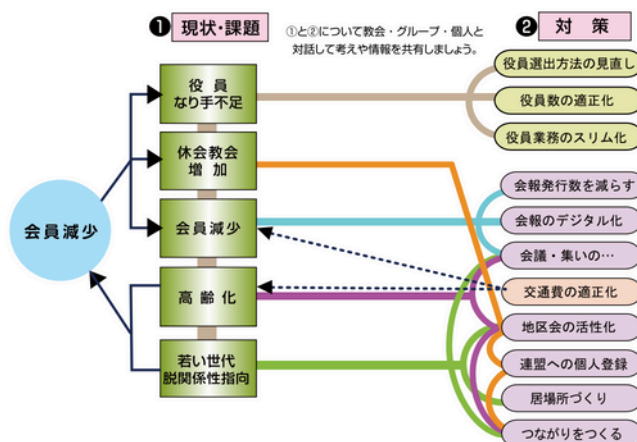 ❶ 現状・課題
①と②について教会・グループ・個人と
対話して考えや情報を共有しましょう。
❷ 対策
会員減少
役員
なり手不足
休会教会
増加
会員減少
高齢化
若い世代
脱関係性指向
役員選出方法の見直し
役員数の適正化
役員業務のスリム化
会報発行数を減らす
会報のデジタル化
会議・集いの…
交通費の適正化
地区会の活性化
連盟への個人登録
居場所づくり
つながりをつくる